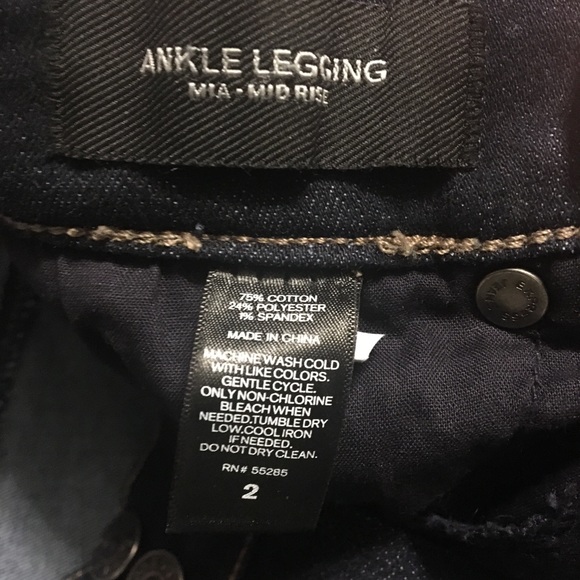 ANKLE LEGGING
MIA - MID RISE
75% COTTON
24% POLYESTER
1% SPANDEX
MADE IN CHINA
MACHINE WASH COLD
WITH LIKE COLORS.
GENTLE CYCLE.
ONLY NON-CHLORINE
BLEACH WHEN
NEEDED.TUMBLE DRY
LOW.COOL IRON
IF NEEDED.
DO NOT DRY CLEAN.
RN# 55285
2